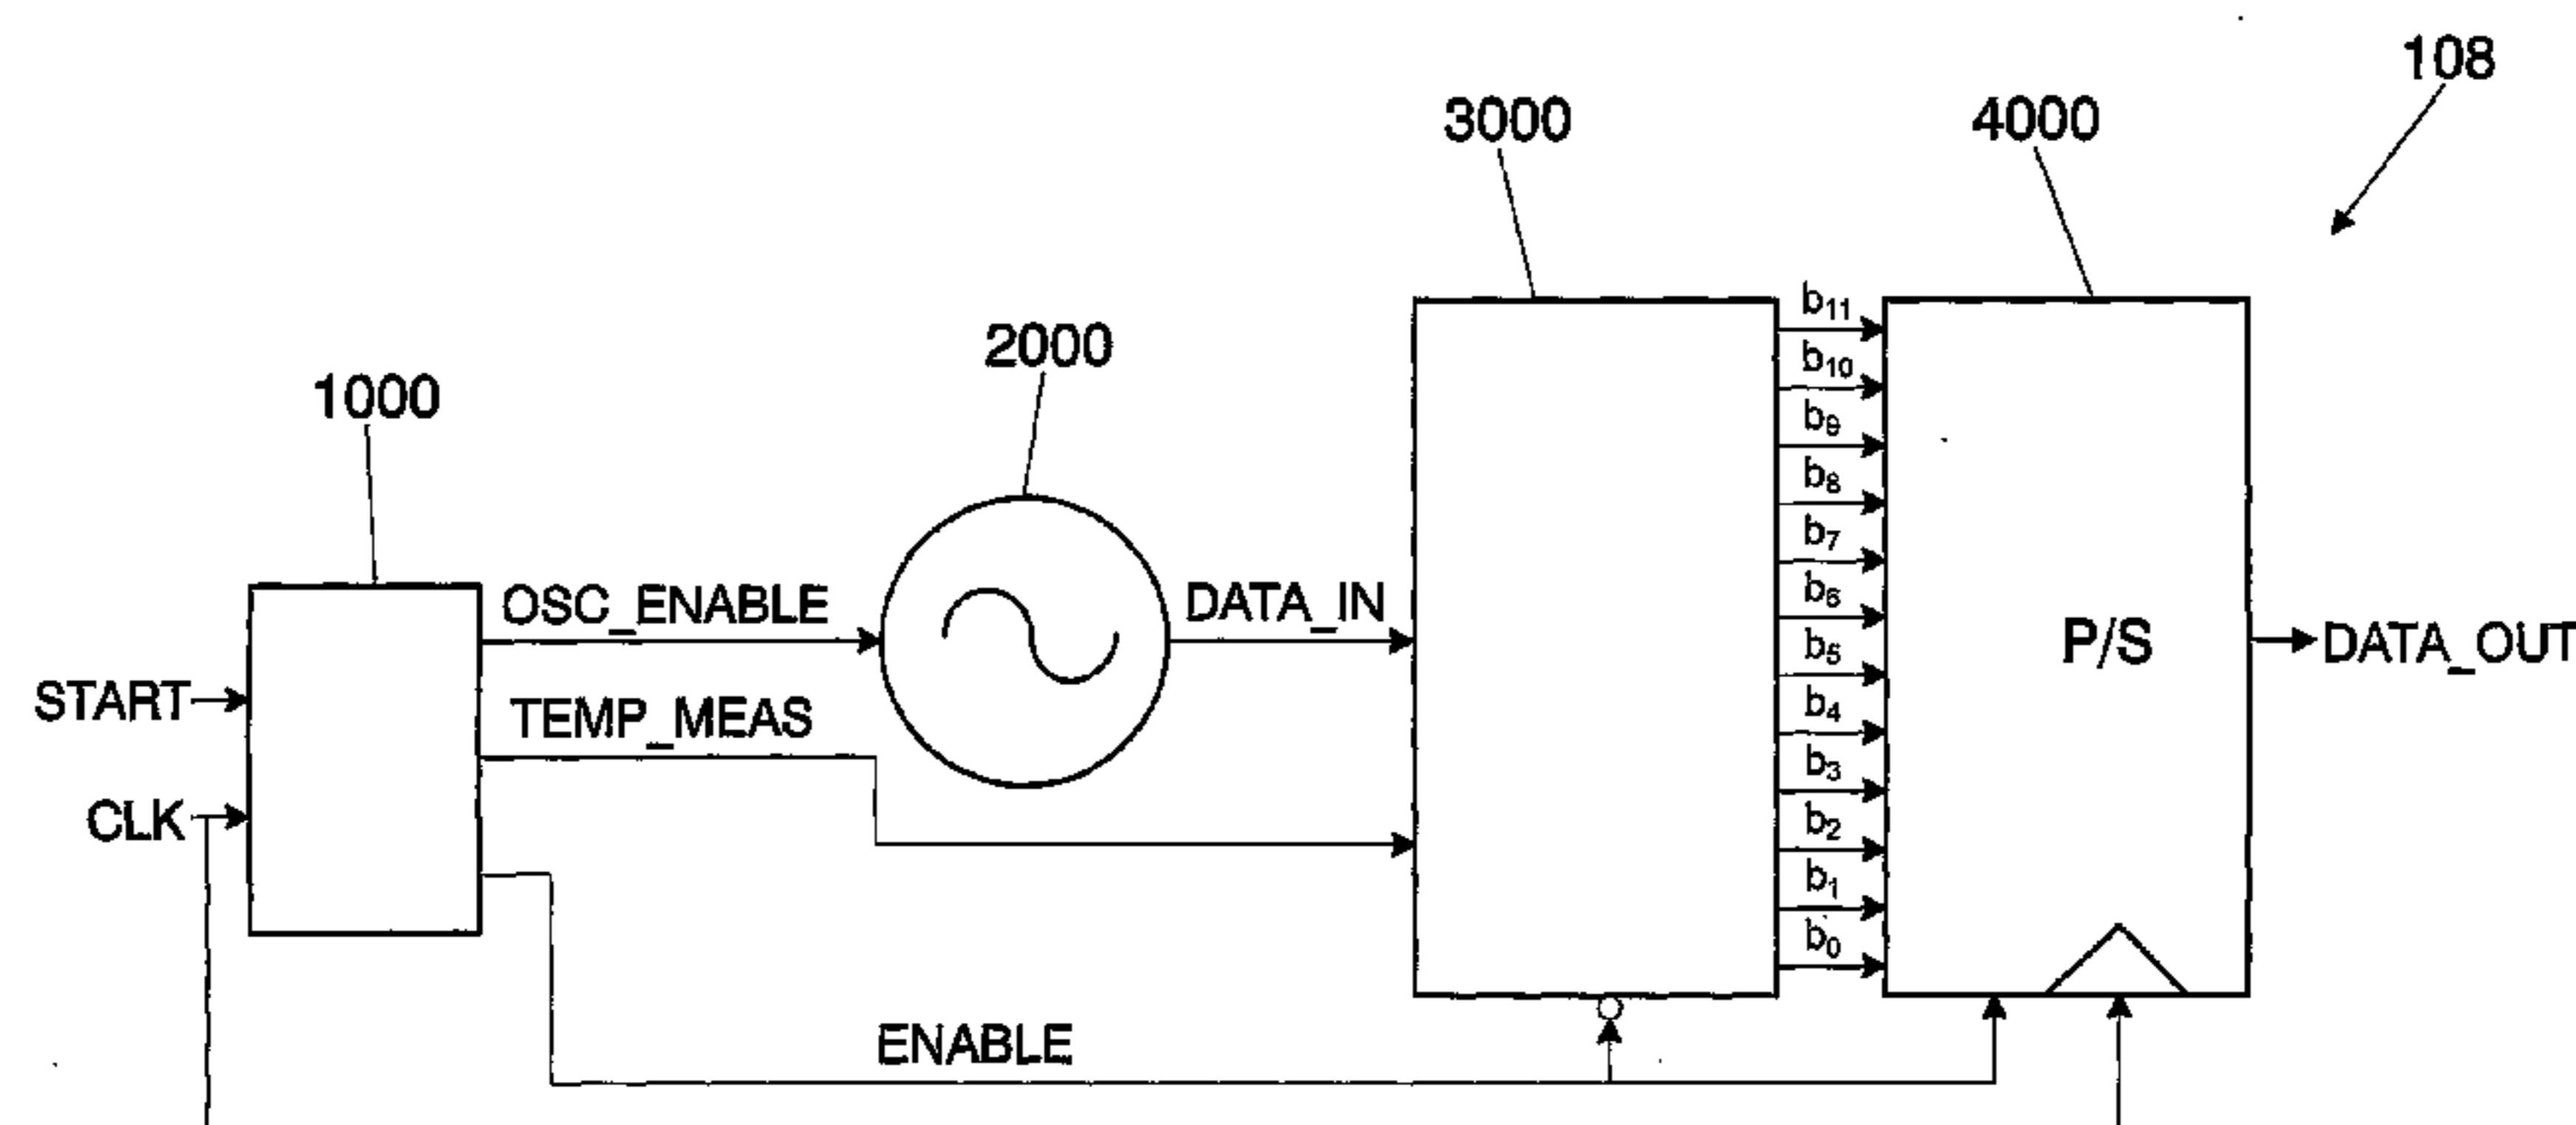 108
3000
4000
2000
1000
b₁₁
b₁₀
b₉
b₈
b₇
b₆
b₅
b₄
b₃
b₂
b₁
b₀
OSC_ENABLE
DATA_IN
P/S
DATA_OUT
START
TEMP_MEAS
CLK
ENABLE